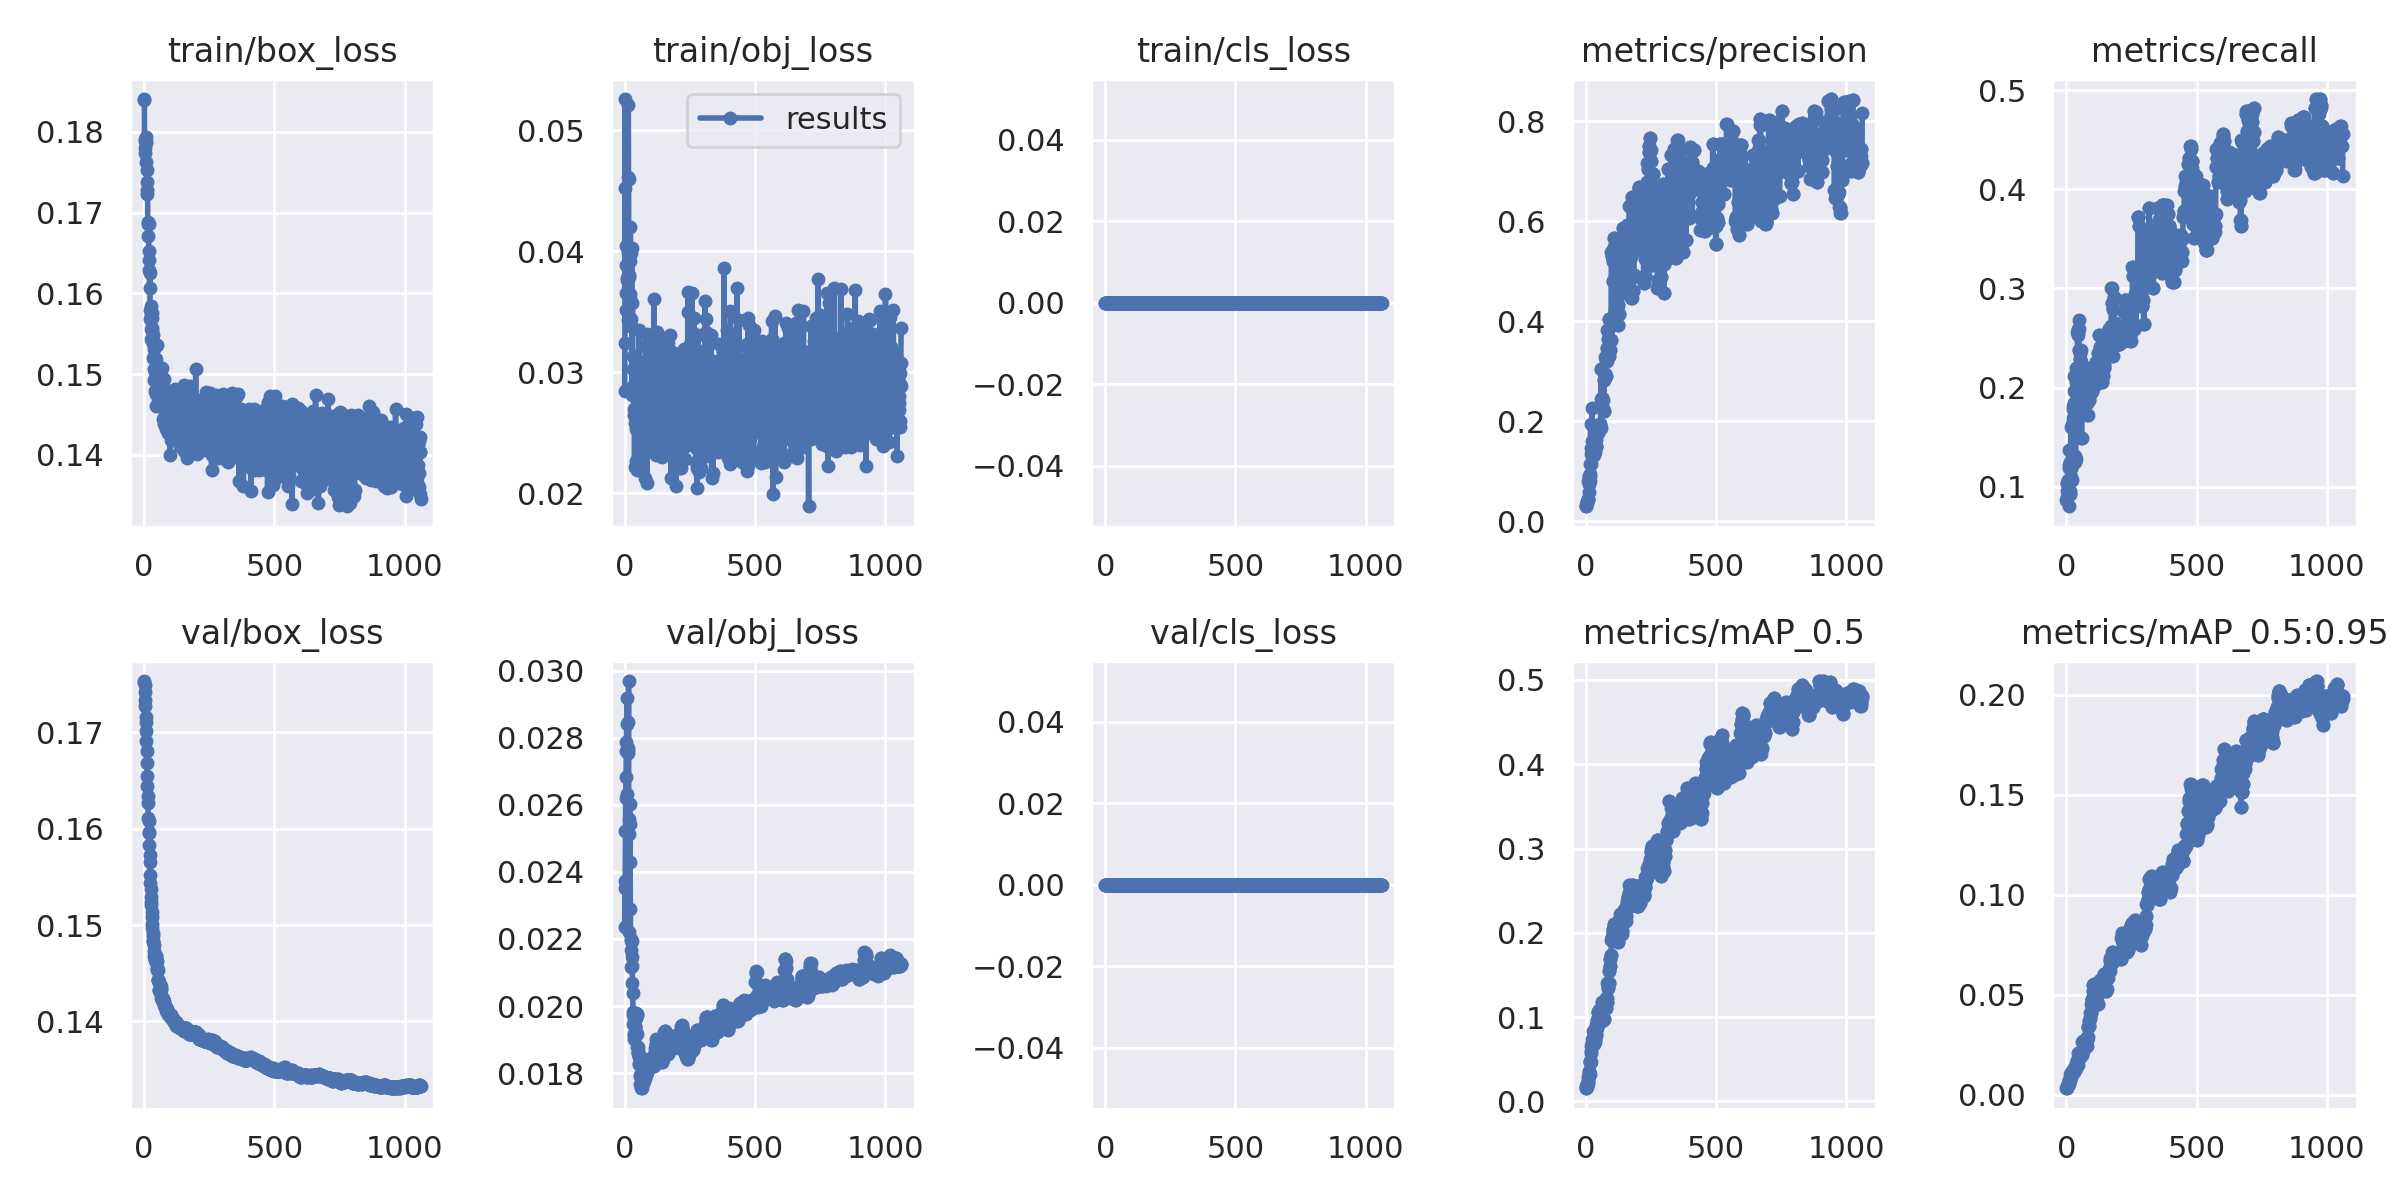 train/box_loss
0.18
0.17
0.16
0.15
0.14
0 500 1000
train/obj_loss
results
0.05
0.04
0.03
0.02
0 500 1000
train/cls_loss
0.04
0.02
0.00
−0.02
−0.04
0 500 1000
metrics/precision
0.8
0.6
0.4
0.2
0.0
0 500 1000
metrics/recall
0.5
0.4
0.3
0.2
0.1
0 500 1000
val/box_loss
0.17
0.16
0.15
0.14
0 500 1000
val/obj_loss
0.030
0.028
0.026
0.024
0.022
0.020
0.018
0 500 1000
val/cls_loss
0.04
0.02
0.00
−0.02
−0.04
0 500 1000
metrics/mAP_0.5
0.5
0.4
0.3
0.2
0.1
0.0
0 500 1000
metrics/mAP_0.5:0.95
0.20
0.15
0.10
0.05
0.00
0 500 1000